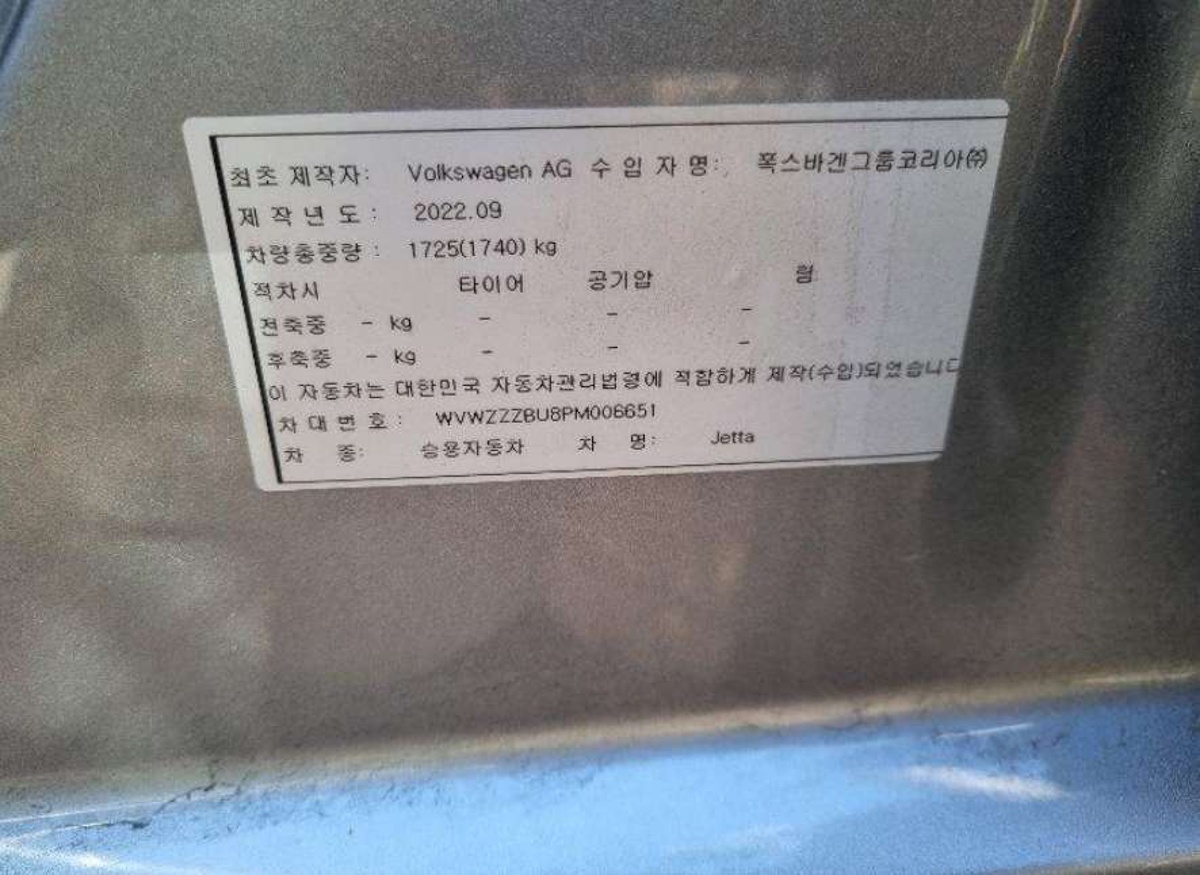 최초 제작자: Volkswagen AG 수 입 자 명: 폭스바겐그룹코리아㈜
제 작 년 도 : 2022.09
차량총중량 : 1725(1740) kg
적차시 타이어 공기압 림
전축중 - kg - - -
후축중 - kg - - -
이 자동차는 대한민국 자동차관리법령에 적합하게 제작(수입)되었습니다
차 대 번 호 : WVWZZZBU8PM006651
차 종: 승용자동차 차 명: Jetta